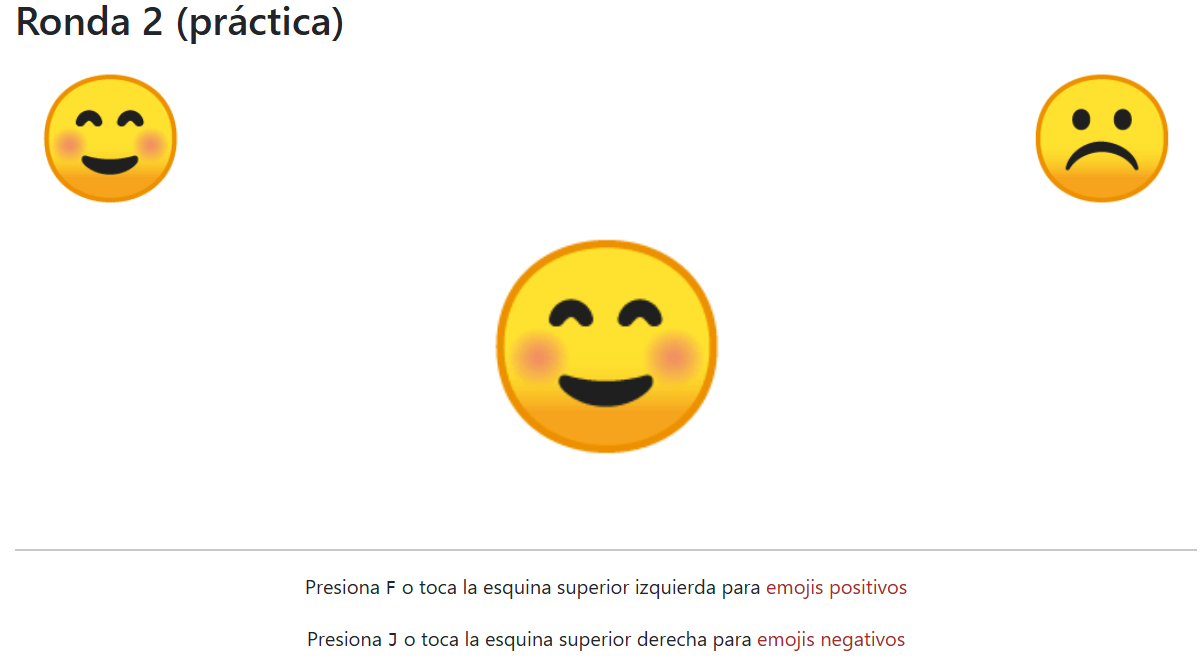 Ronda 2 (práctica)
Presiona F o toca la esquina superior izquierda para emojis positivos
Presiona J o toca la esquina superior derecha para emojis negativos